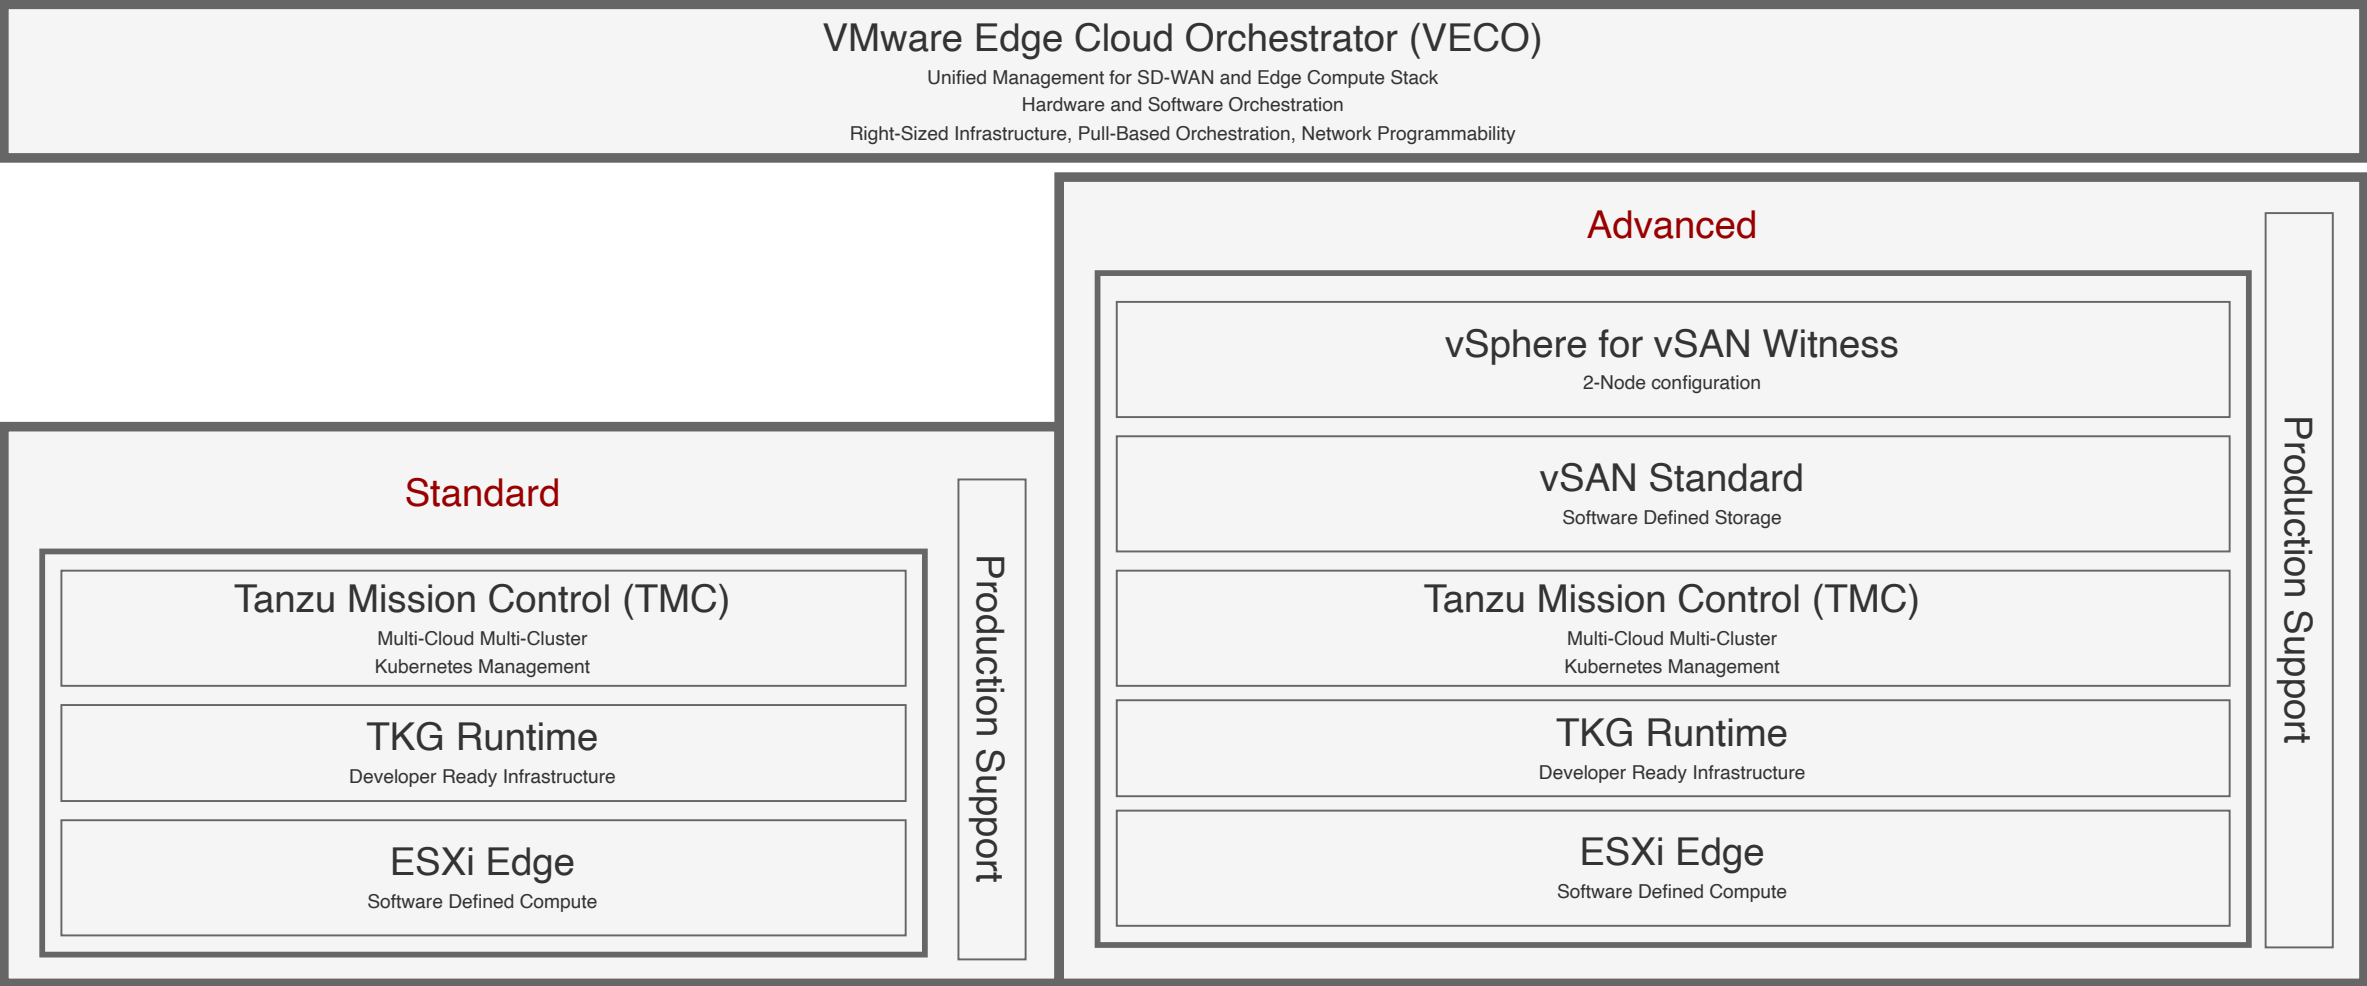 VMware Edge Cloud Orchestrator (VECO)
Unified Management for SD-WAN and Edge Compute Stack
Hardware and Software Orchestration
Right-Sized Infrastructure, Pull-Based Orchestration, Network Programmability
Standard
Tanzu Mission Control (TMC)
Multi-Cloud Multi-Cluster
Kubernetes Management
TKG Runtime
Developer Ready Infrastructure
ESXi Edge
Software Defined Compute
Production Support
Advanced
vSphere for vSAN Witness
2-Node configuration
vSAN Standard
Software Defined Storage
Tanzu Mission Control (TMC)
Multi-Cloud Multi-Cluster
Kubernetes Management
TKG Runtime
Developer Ready Infrastructure
ESXi Edge
Software Defined Compute
Production Support